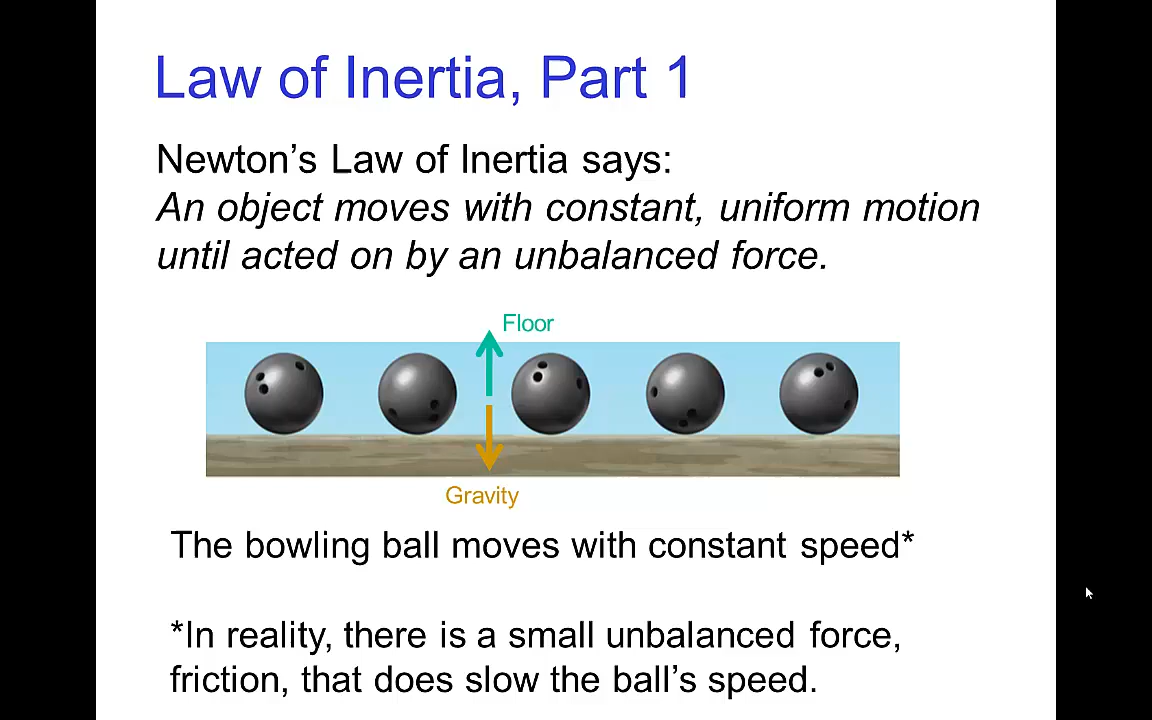 Law of Inertia, Part 1
Newton’s Law of Inertia says:
An object moves with constant, uniform motion
until acted on by an unbalanced force.
Floor
Gravity
The bowling ball moves with constant speed*
*In reality, there is a small unbalanced force,
friction, that does slow the ball’s speed.